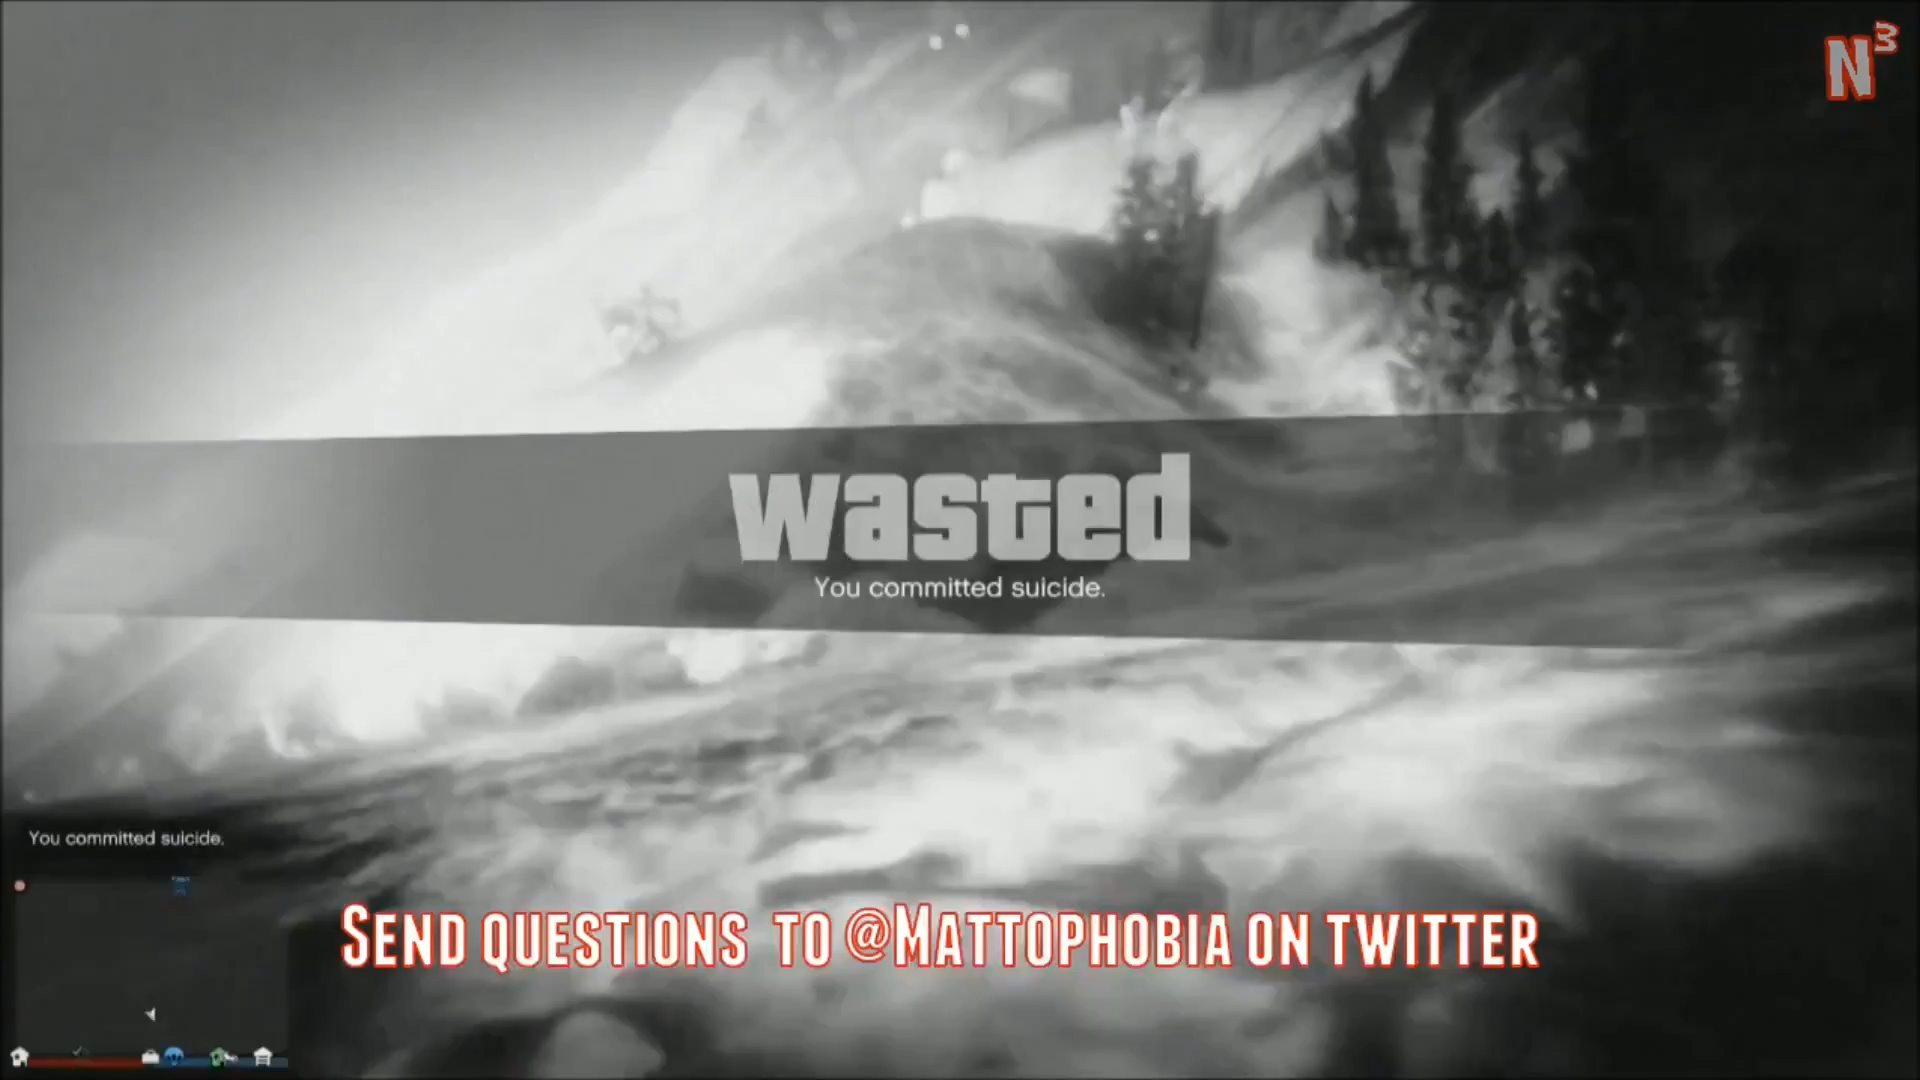 N³
wasted
You committed suicide.
You committed suicide.
Send questions to @Mattophobia on twitter